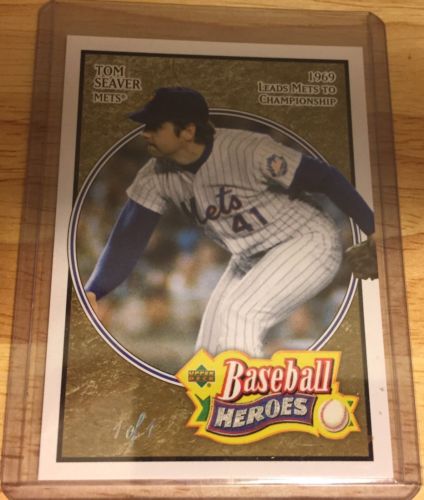 TOM
SEAVER
METS®
1969
LEADS METS TO
CHAMPIONSHIP
Mets
41
UPPER
DECK
Baseball
HEROES
1 of 1